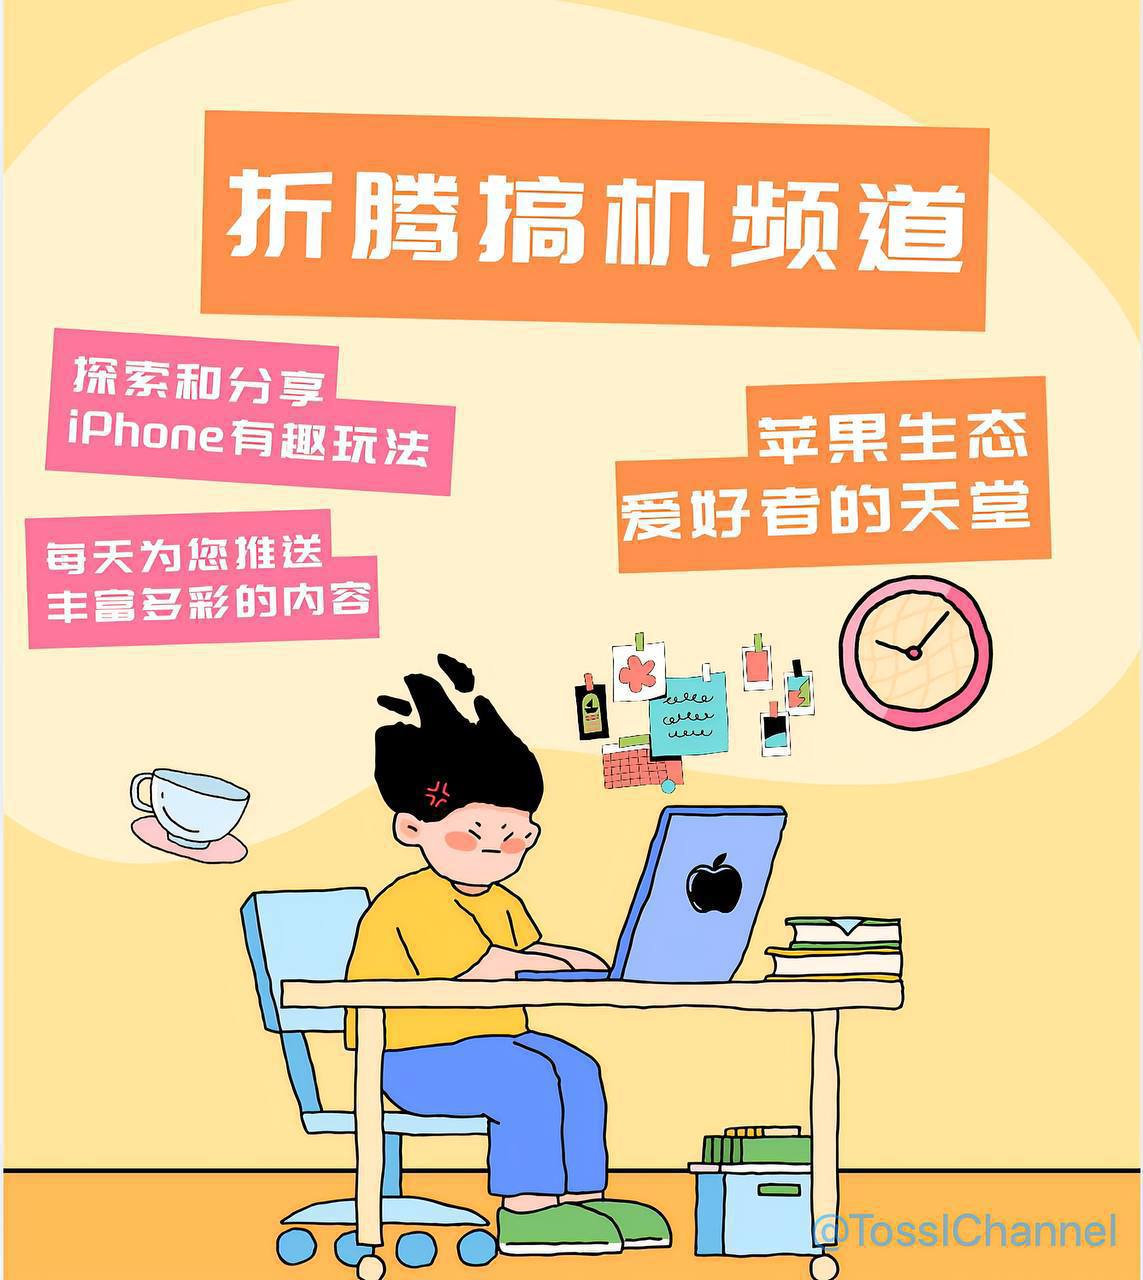 折腾搞机频道
探索和分享
iPhone有趣玩法
苹果生态
爱好者的天堂
每天为您推送
丰富多彩的内容
@TosslChannel